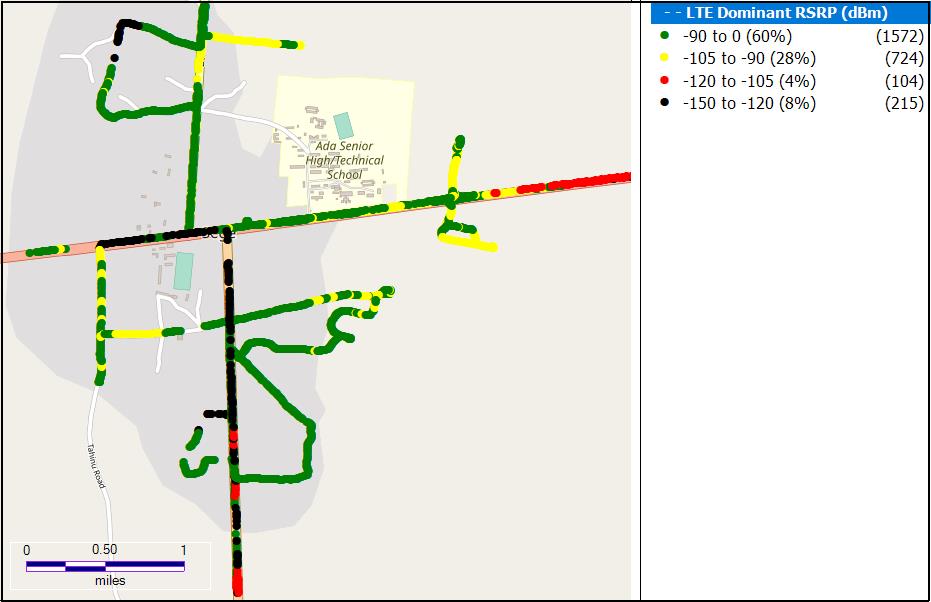 - - LTE Dominant RSRP (dBm)
-90 to 0 (60%) (1572)
-105 to -90 (28%) (724)
-120 to -105 (4%) (104)
-150 to -120 (8%) (215)
Ada Senior
High/Technical
School
Tahinu Road
0 0.50 1
miles